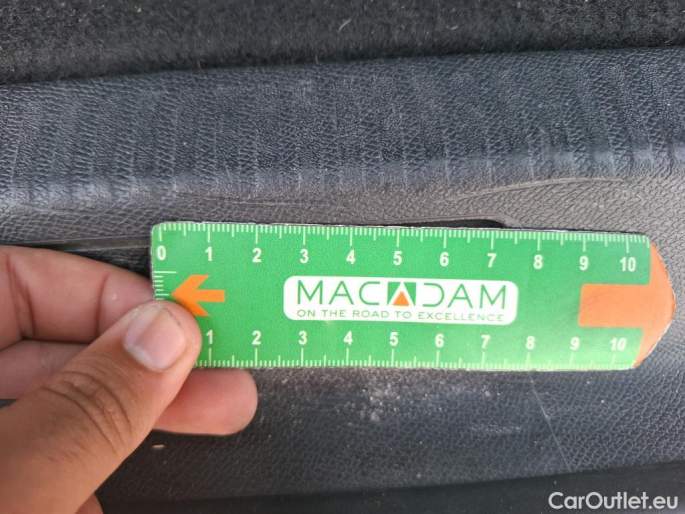 0 1 2 3 4 5 6 7 8 9 10
MACADAM
ON THE ROAD TO EXCELLENCE
1 2 3 4 5 6 7 8 9 10
CarOutlet.eu